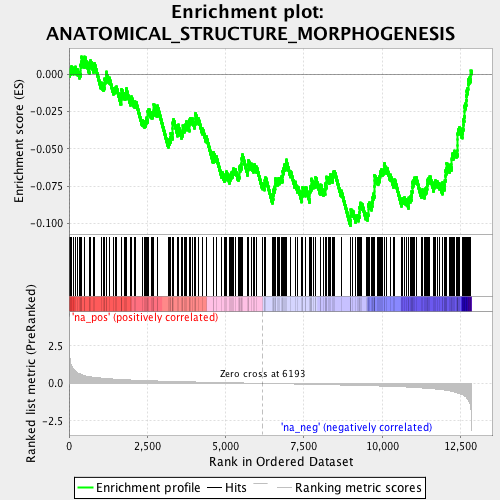 Enrichment plot:
ANATOMICAL_STRUCTURE_MORPHOGENESIS
Enrichment score (ES)
0.000
-0.025
-0.050
-0.075
-0.100
'na_pos' (positively correlated)
Ranked list metric (PreRanked)
2.5
0.0
-2.5
Zero cross at 6193
'na_neg' (negatively correlated)
0
2,500
5,000
7,500
10,000
12,500
Rank in Ordered Dataset
Enrichment profile
Hits
Ranking metric scores